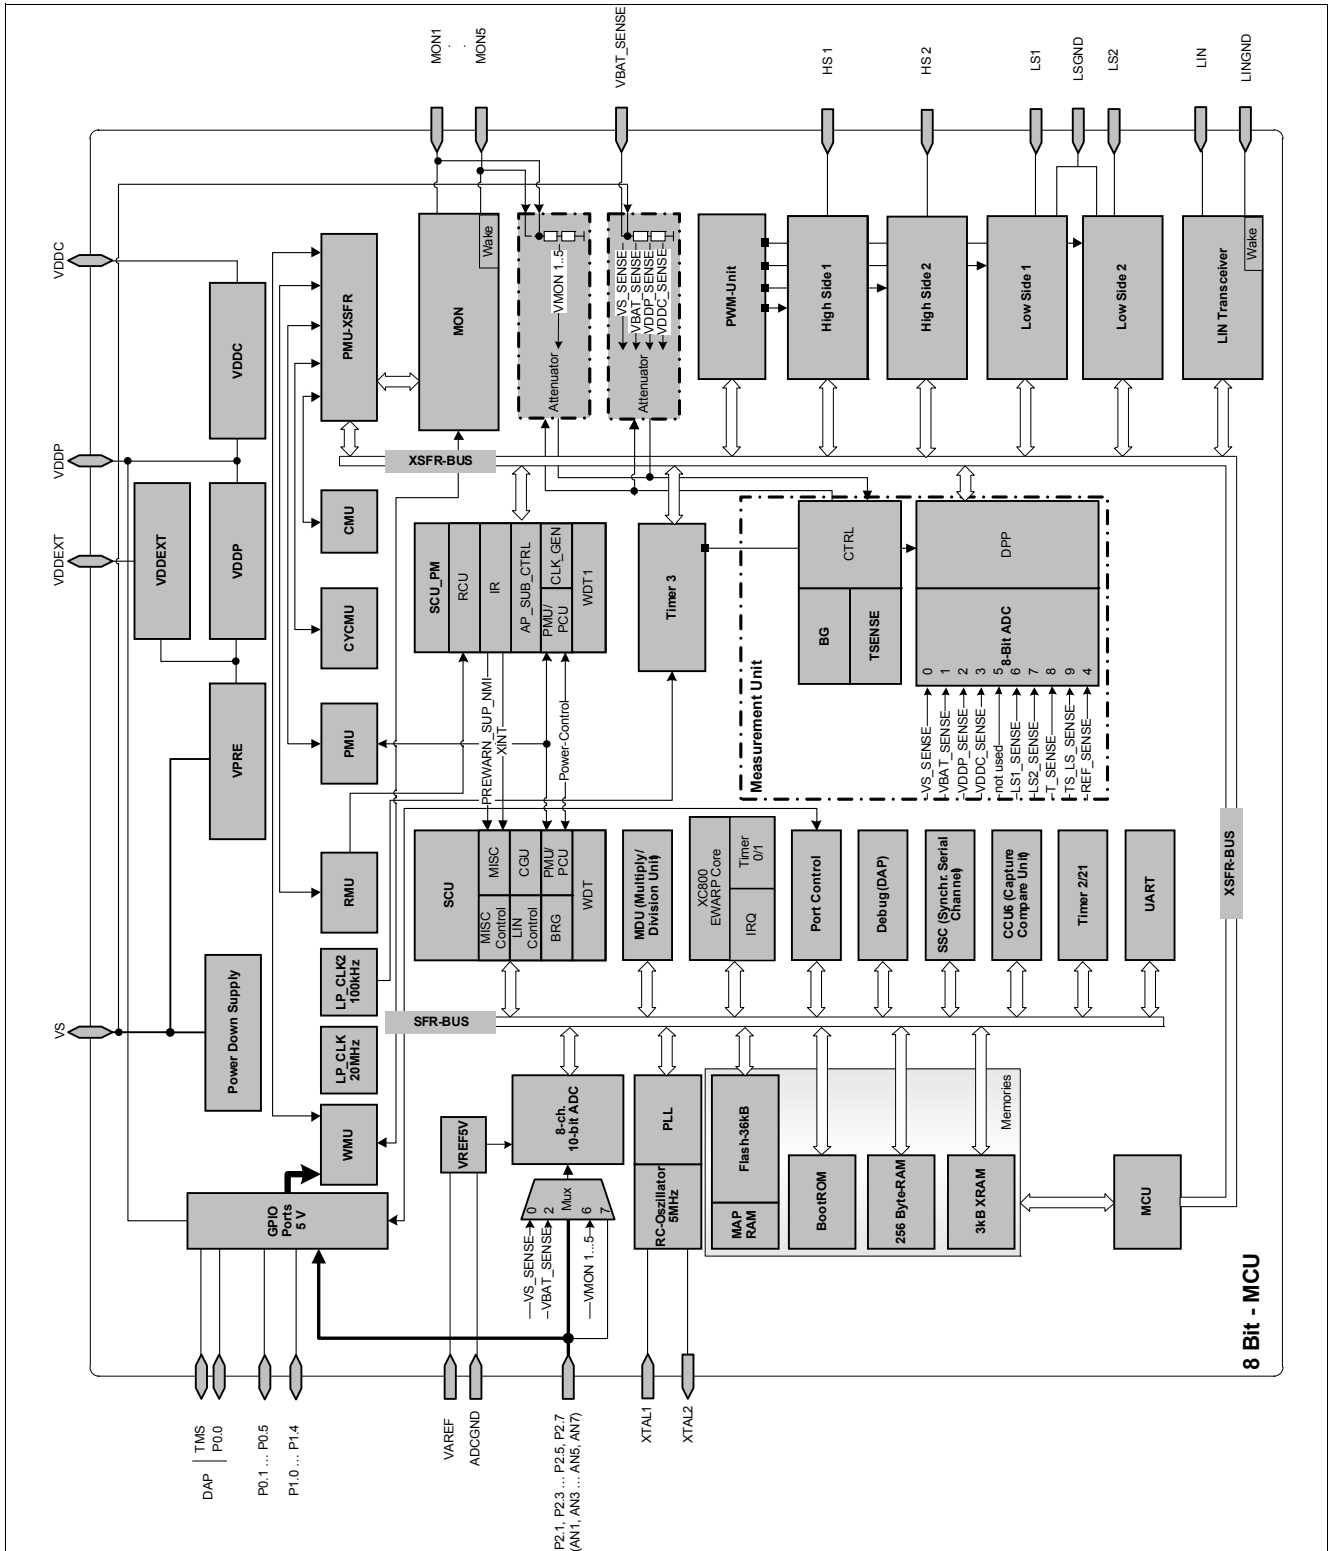 VS
VDDEXT
VDDP
VDDC
MON1
.
.
MON5
VBAT_SENSE
HS 1
HS 2
LS1
LSGND
LS2
LIN
LINGND
Power Down Supply
VPRE
VDDEXT
VDDP
VDDC
GPIO
Ports
5 V
WMU
LP_CLK
20MHz
LP_CLK2
100kHz
RMU
PMU
CYCMU
CMU
PMU-XSFR
MON
Wake
VMON 1..5
Attenuator
VS_SENSE
VBAT_SENSE
VDDP_SENSE
VDDC_SENSE
Attenuator
PWM-Unit
High Side 1
High Side 2
Low Side 1
Low Side 2
LIN Transceiver
Wake
XSFR-BUS
SCU_PM
RCU
IR
AP_SUB_CTRL
PMU/
PCU
CLK_GEN
WDT1
PREWARN_SUP_NMI
XINT
Power-Control
Timer 3
Measurement Unit
CTRL
BG
TSENSE
DPP
8-Bit ADC
0
1
2
3
5
6
7
8
9
4
VS_SENSE
VBAT_SENSE
VDDP_SENSE
VDDC_SENSE
not used
LS1_SENSE
LS2_SENSE
T_SENSE
TS_LS_SENSE
REF_SENSE
SCU
MISC
Control
MISC
LIN
Control
CGU
BRG
PMU/
PCU
WDT
MDU (Multiply/
Division Unit)
XC800
EWARP Core
IRQ
Timer
0/1
Port Control
Debug (DAP)
SSC (Synchr. Serial
Channel)
CCU6 (Capture
Compare Unit)
Timer 2/21
UART
XSFR-BUS
SFR-BUS
VREF5V
8-ch.
10-bit ADC
Mux
0
2
6
7
VS_SENSE
VBAT_SENSE
VMON 1...5
PLL
RC-Oszillator
5MHz
Flash-36kB
MAP
RAM
BootROM
256 Byte-RAM
3kB XRAM
Memories
MCU
8 Bit - MCU
DAP
TMS
P0.0
P0.1 ... P0.5
P1.0 ... P1.4
VAREF
ADCGND
P2.1, P2.3 ... P2.5, P2.7
(AN1, AN3 ... AN5, AN7)
XTAL1
XTAL2